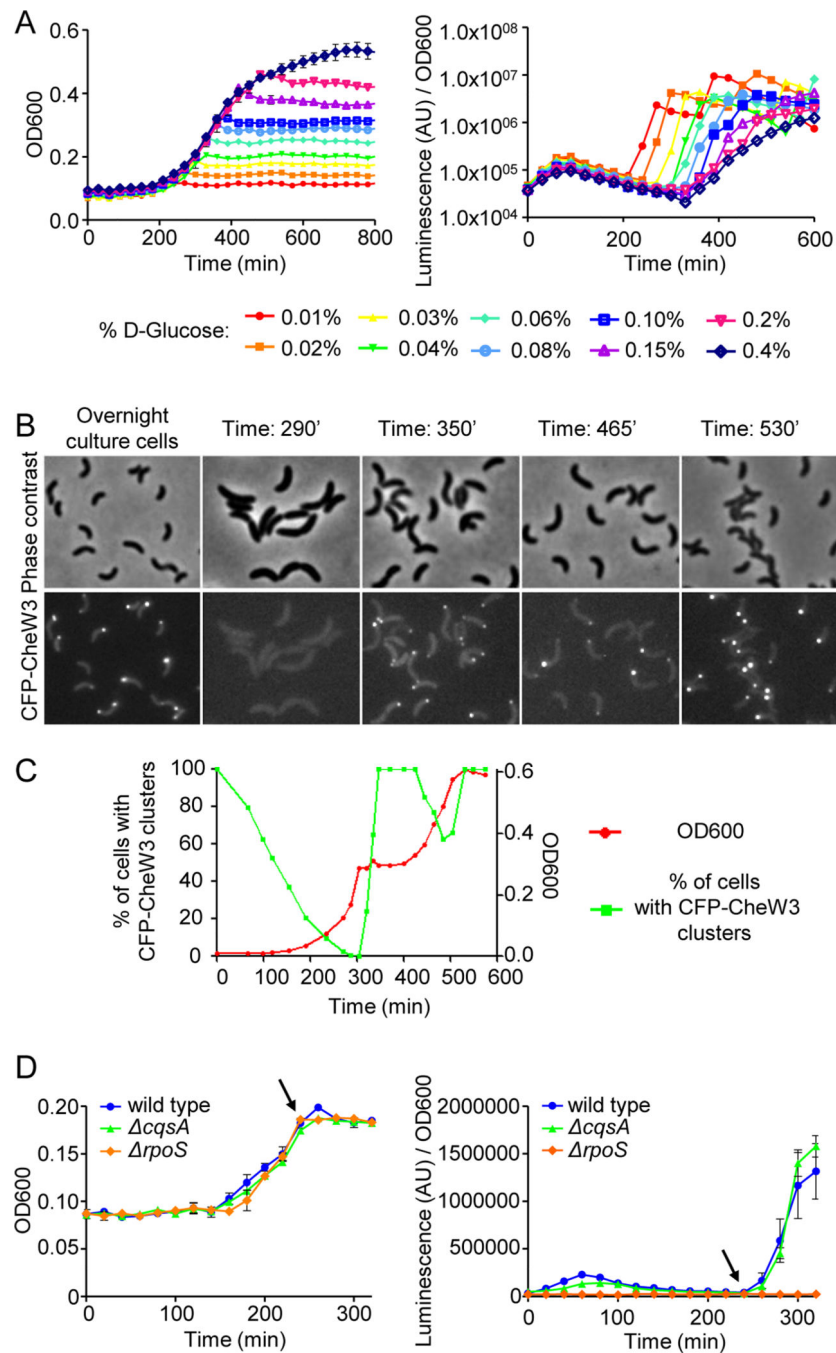 A
OD600
0.6
0.4
0.2
0.0
0 200 400 600 800
Time (min)
Luminescence (AU) / OD600
1.0x10^08
1.0x10^07
1.0x10^06
1.0x10^05
1.0x10^04
0 200 400 600
Time (min)
% D-Glucose:
0.01% 0.03% 0.06% 0.10% 0.2%
0.02% 0.04% 0.08% 0.15% 0.4%
B
Overnight culture cells
Time: 290' Time: 350' Time: 465' Time: 530'
Phase contrast
CFP-CheW3
C
% of cells with
CFP-CheW3 clusters
100
80
60
40
20
0
0 100 200 300 400 500 600
Time (min)
0.6
0.4
0.2
0.0
OD600
OD600
% of cells
with CFP-CheW3
clusters
D
OD600
0.20
0.15
0.10
0.05
0.00
wild type
ΔcqsA
ΔrpoS
0 100 200 300
Time (min)
Luminescence (AU) / OD600
2000000
1500000
1000000
500000
0
wild type
ΔcqsA
ΔrpoS
0 100 200 300
Time (min)